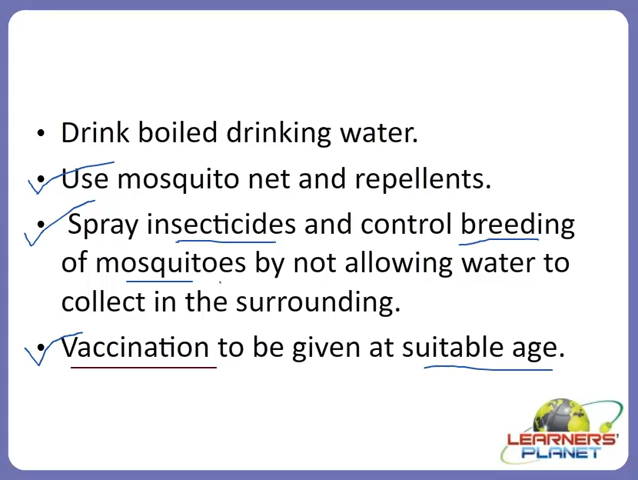 • Drink boiled drinking water.
• Use mosquito net and repellents.
• Spray insecticides and control breeding
of mosquitoes by not allowing water to
collect in the surrounding.
• Vaccination to be given at suitable age.
LEARNERS'
PLANET